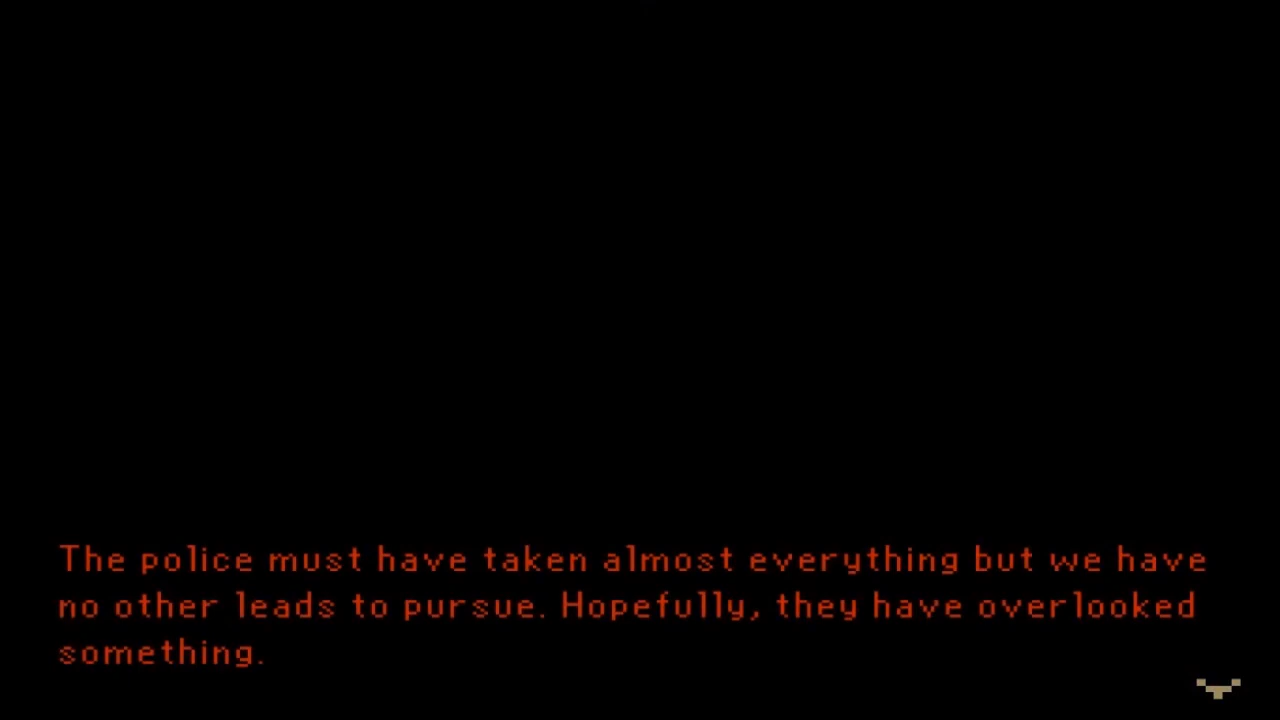 The police must have taken almost everything but we have
no other leads to pursue. Hopefully, they have overlooked
something.